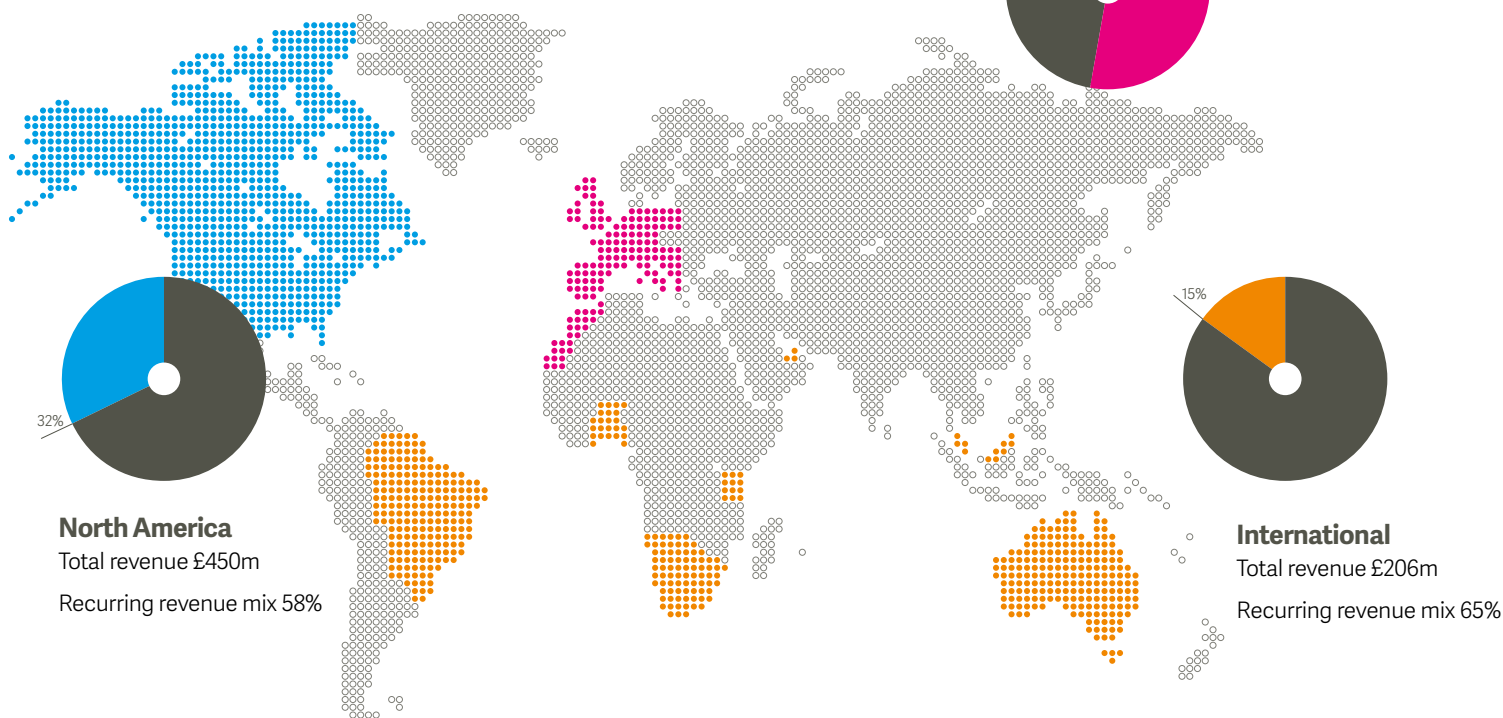 15%
32%
North America
Total revenue £450m
Recurring revenue mix 58%
International
Total revenue £206m
Recurring revenue mix 65%